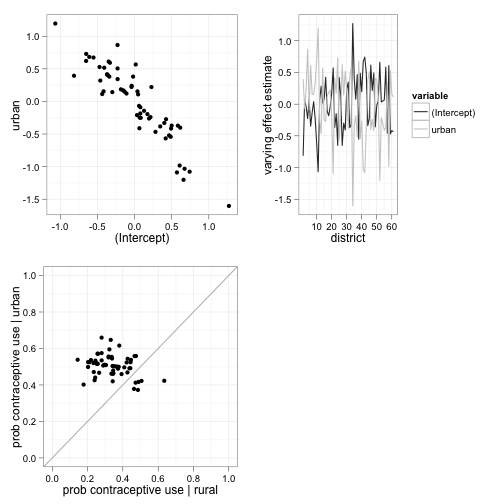 1.0
0.5
0.0
-0.5
-1.0
-1.5
urban
-1.0 -0.5 0.0 0.5 1.0
(Intercept)
1.0
0.5
0.0
-0.5
-1.0
-1.5
varying effect estimate
10 20 30 40 50 60
district
variable
(Intercept)
urban
1.0
0.8
0.6
0.4
0.2
0.0
prob contraceptive use | urban
0.0 0.2 0.4 0.6 0.8 1.0
prob contraceptive use | rural